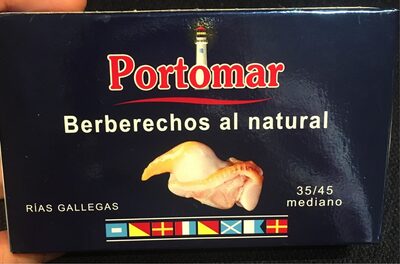 Portomar
Berberechos al natural
RÍAS GALLEGAS
35/45
mediano